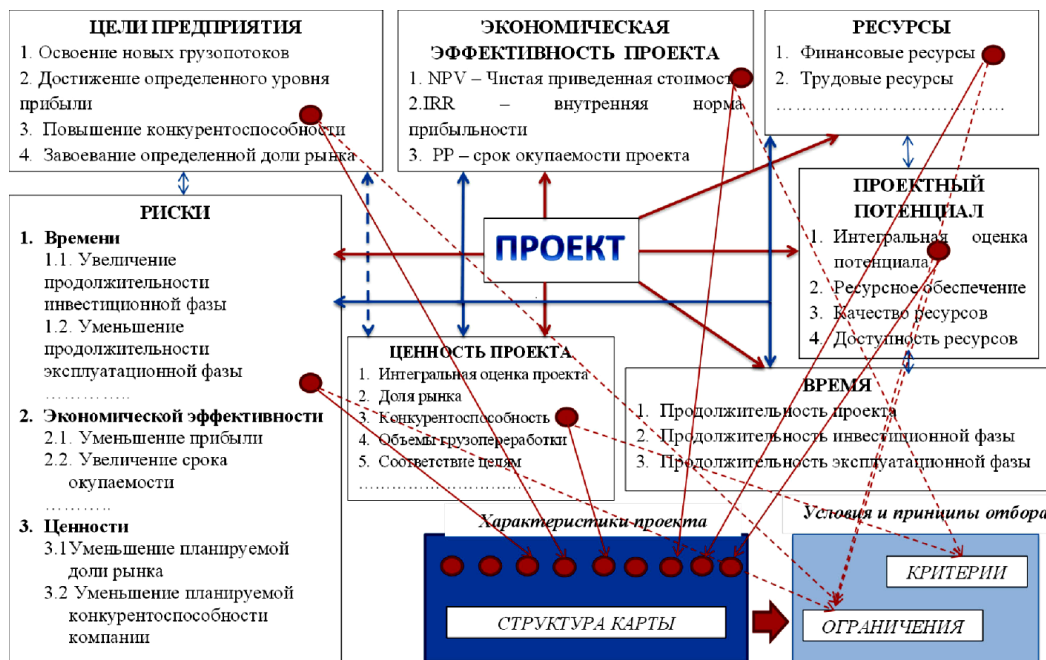 ЦЕЛИ ПРЕДПРИЯТИЯ
1. Освоение новых грузопотоков
2. Достижение определенного уровня
прибыли
3. Повышение конкурентоспособности
4. Завоевание определенной доли рынка
ЭКОНОМИЧЕСКАЯ
ЭФФЕКТИВНОСТЬ ПРОЕКТА
1. NPV – Чистая приведенная стоимость
2.IRR – внутренняя норма
прибыльности
3. PP – срок окупаемости проекта
РЕСУРСЫ
1. Финансовые ресурсы
2. Трудовые ресурсы
……………………………
РИСКИ
1. Времени
1.1. Увеличение
продолжительности
инвестиционной фазы
1.2. Уменьшение
продолжительности
эксплуатационной фазы
…………..
2. Экономической эффективности
2.1. Уменьшение прибыли
2.2. Увеличение срока
окупаемости
………..
3. Ценности
3.1Уменьшение планируемой
доли рынка
3.2 Уменьшение планируемой
конкурентоспособности
компании
ПРОЕКТ
ПРОЕКТНЫЙ
ПОТЕНЦИАЛ
1. Интегральная оценка
потенциала
2. Ресурсное обеспечение
3. Качество ресурсов
4. Доступность ресурсов
ЦЕННОСТЬ ПРОЕКТА
1. Интегральная оценка проекта
2. Доля рынка
3. Конкурентоспособность
4. Объемы грузопереработки
5. Соответствие целям
……………………
ВРЕМЯ
1. Продолжительность проекта
2. Продолжительность инвестиционной фазы
3. Продолжительность эксплуатационной фазы
Характеристики проекта
СТРУКТУРА КАРТЫ
Условия и принципы отбора
КРИТЕРИИ
ОГРАНИЧЕНИЯ